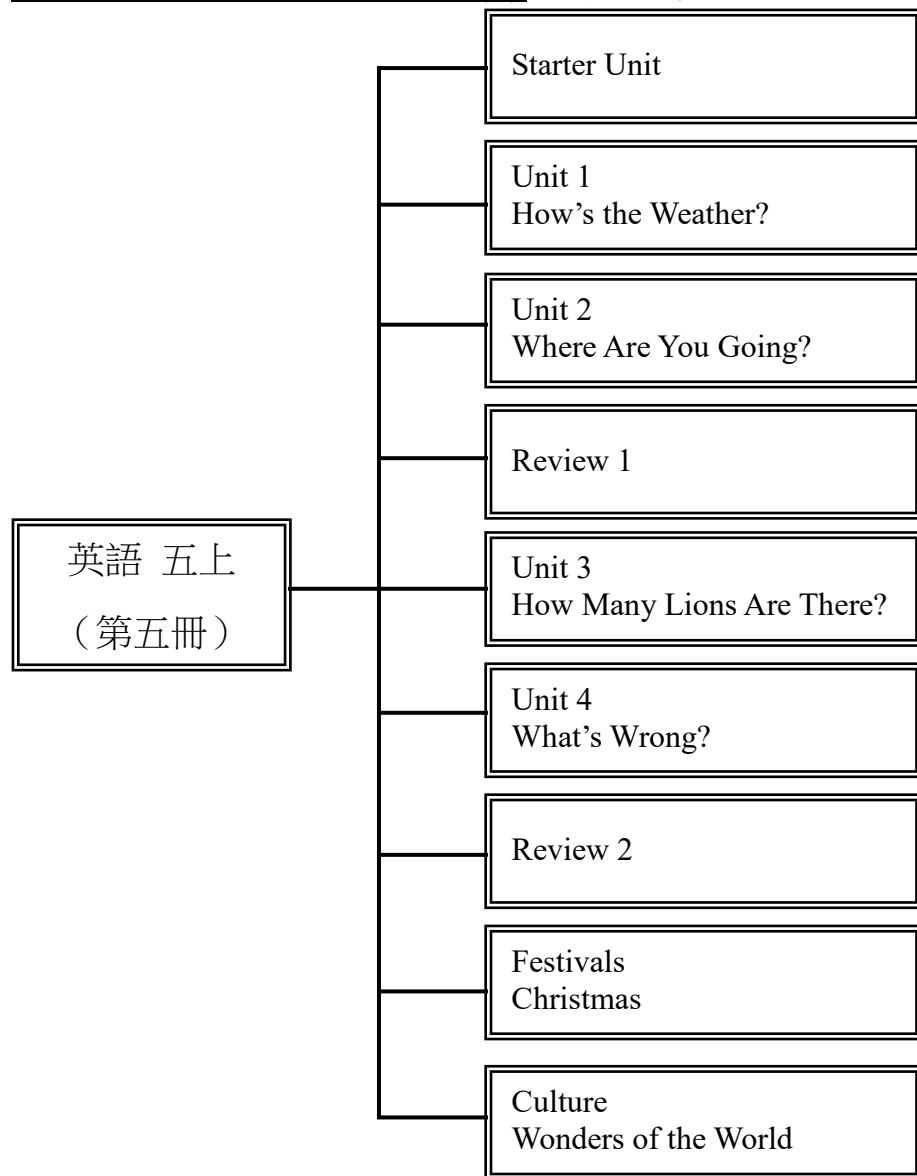 Starter Unit
Unit 1
How's the Weather?
Unit 2
Where Are You Going?
Review 1
英語 五上
（第五冊）
Unit 3
How Many Lions Are There?
Unit 4
What's Wrong?
Review 2
Festivals
Christmas
Culture
Wonders of the World